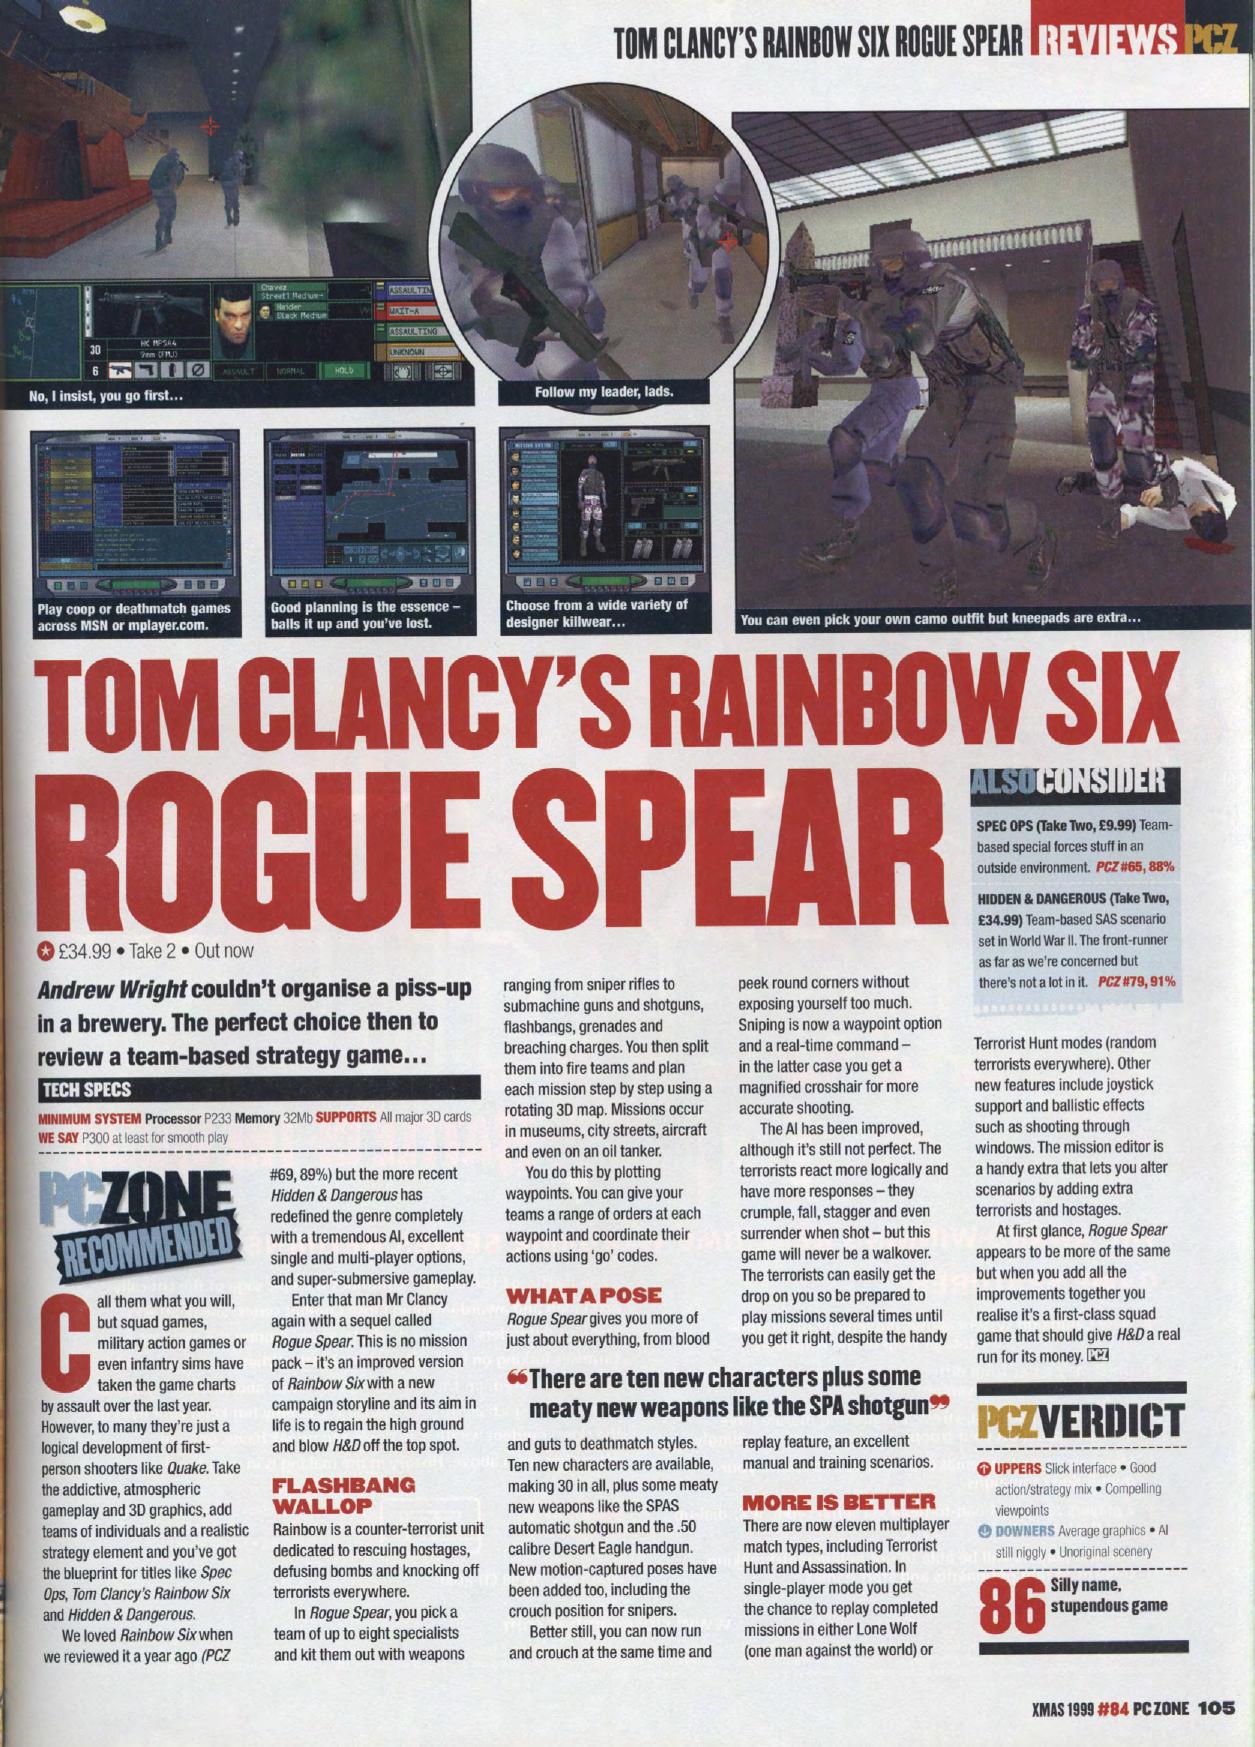 TOM CLANCY'S RAINBOW SIX ROGUE SPEAR REVIEWS PCZ
Chavez
Street1 Medium-
Haider
Black Medium
ASSAULTIN
WAIT-A
ASSAULTING
UNKNOWN
30
HK MP5A4
9mm (FMJ)
6
ASSAULT NORMAL HOLD
No, I insist, you go first...
Follow my leader, lads.
Play coop or deathmatch games
across MSN or mplayer.com.
Good planning is the essence –
balls it up and you've lost.
Choose from a wide variety of
designer killwear...
You can even pick your own camo outfit but kneepads are extra...
TOM CLANCY'S RAINBOW SIX
ROGUE SPEAR
£34.99 • Take 2 • Out now
Andrew Wright couldn't organise a piss-up
in a brewery. The perfect choice then to
review a team-based strategy game...
TECH SPECS
MINIMUM SYSTEM Processor P233 Memory 32Mb SUPPORTS All major 3D cards
WE SAY P300 at least for smooth play
PCZONE
RECOMMENDED
Call them what you will,
but squad games,
military action games or
even infantry sims have
taken the game charts
by assault over the last year.
However, to many they're just a
logical development of first-
person shooters like Quake. Take
the addictive, atmospheric
gameplay and 3D graphics, add
teams of individuals and a realistic
strategy element and you've got
the blueprint for titles like Spec
Ops, Tom Clancy's Rainbow Six
and Hidden & Dangerous.
We loved Rainbow Six when
we reviewed it a year ago (PCZ
#69, 89%) but the more recent
Hidden & Dangerous has
redefined the genre completely
with a tremendous AI, excellent
single and multi-player options,
and super-submersive gameplay.
Enter that man Mr Clancy
again with a sequel called
Rogue Spear. This is no mission
pack – it's an improved version
of Rainbow Six with a new
campaign storyline and its aim in
life is to regain the high ground
and blow H&D off the top spot.
FLASHBANG
WALLOP
Rainbow is a counter-terrorist unit
dedicated to rescuing hostages,
defusing bombs and knocking off
terrorists everywhere.
In Rogue Spear, you pick a
team of up to eight specialists
and kit them out with weapons
ranging from sniper rifles to
submachine guns and shotguns,
flashbangs, grenades and
breaching charges. You then split
them into fire teams and plan
each mission step by step using a
rotating 3D map. Missions occur
in museums, city streets, aircraft
and even on an oil tanker.
You do this by plotting
waypoints. You can give your
teams a range of orders at each
waypoint and coordinate their
actions using 'go' codes.
WHAT A POSE
Rogue Spear gives you more of
just about everything, from blood
“There are ten new characters plus some
meaty new weapons like the SPA shotgun”
and guts to deathmatch styles.
Ten new characters are available,
making 30 in all, plus some meaty
new weapons like the SPAS
automatic shotgun and the .50
calibre Desert Eagle handgun.
New motion-captured poses have
been added too, including the
crouch position for snipers.
Better still, you can now run
and crouch at the same time and
peek round corners without
exposing yourself too much.
Sniping is now a waypoint option
and a real-time command –
in the latter case you get a
magnified crosshair for more
accurate shooting.
The AI has been improved,
although it's still not perfect. The
terrorists react more logically and
have more responses – they
crumple, fall, stagger and even
surrender when shot – but this
game will never be a walkover.
The terrorists can easily get the
drop on you so be prepared to
play missions several times until
you get it right, despite the handy
replay feature, an excellent
manual and training scenarios.
MORE IS BETTER
There are now eleven multiplayer
match types, including Terrorist
Hunt and Assassination. In
single-player mode you get
the chance to replay completed
missions in either Lone Wolf
(one man against the world) or
ALSO CONSIDER
SPEC OPS (Take Two, £9.99) Team-
based special forces stuff in an
outside environment. PCZ #65, 88%
HIDDEN & DANGEROUS (Take Two,
£34.99) Team-based SAS scenario
set in World War II. The front-runner
as far as we're concerned but
there's not a lot in it. PCZ #79, 91%
Terrorist Hunt modes (random
terrorists everywhere). Other
new features include joystick
support and ballistic effects
such as shooting through
windows. The mission editor is
a handy extra that lets you alter
scenarios by adding extra
terrorists and hostages.
At first glance, Rogue Spear
appears to be more of the same
but when you add all the
improvements together you
realise it's a first-class squad
game that should give H&D a real
run for its money. PCZ
PCZ VERDICT
UPPERS Slick interface • Good
action/strategy mix • Compelling
viewpoints
DOWNERS Average graphics • AI
still niggly • Unoriginal scenery
86 Silly name,
stupendous game
XMAS 1999 #84 PC ZONE 105